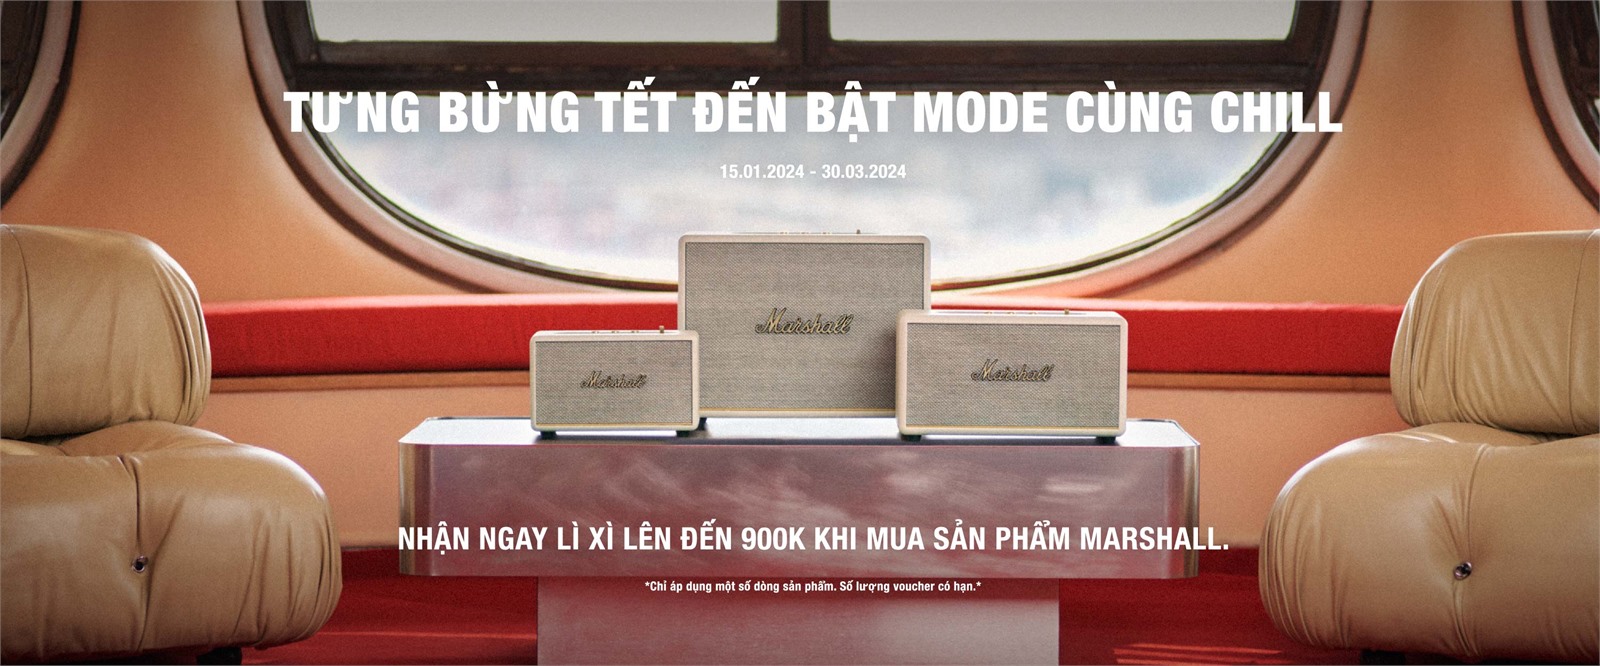 TƯNG BỪNG TẾT ĐẾN BẬT MODE CÙNG CHILL
15.01.2024 - 30.03.2024
Marshall
Marshall
Marshall
NHẬN NGAY LÌ XÌ LÊN ĐẾN 900K KHI MUA SẢN PHẨM MARSHALL.
*Chỉ áp dụng một số dòng sản phẩm. Số lượng voucher có hạn.*